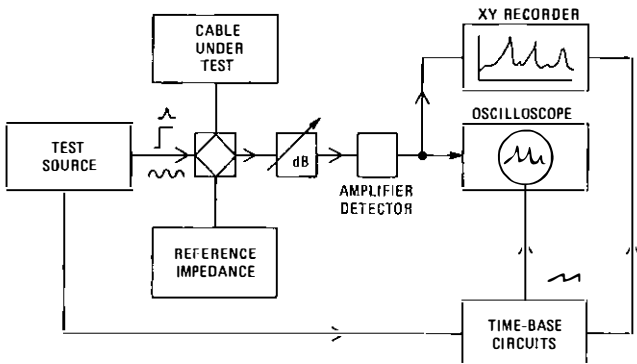 XY RECORDER
CABLE
UNDER
TEST
OSCILLOSCOPE
TEST
SOURCE
dB
AMPLIFIER
DETECTOR
REFERENCE
IMPEDANCE
TIME-BASE
CIRCUITS